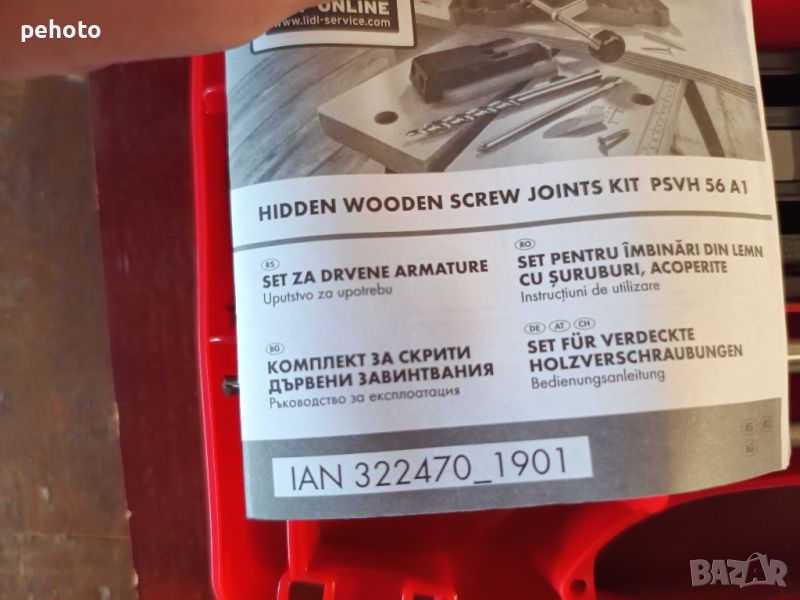 pehoto
ONLINE
www.lidl-service.com
HIDDEN WOODEN SCREW JOINTS KIT PSVH 56 A1
RS
SET ZA DRVENE ARMATURE
Uputstvo za upotrebu
RO
SET PENTRU ÎMBINĂRI DIN LEMN
CU ȘURUBURI, ACOPERITE
Instrucțiuni de utilizare
BG
КОМПЛЕКТ ЗА СКРИТИ
ДЪРВЕНИ ЗАВИНТВАНИЯ
Ръководство за експлоатация
DE AT CH
SET FÜR VERDECKTE
HOLZVERSCHRAUBUNGEN
Bedienungsanleitung
IAN 322470_1901
BAZAR